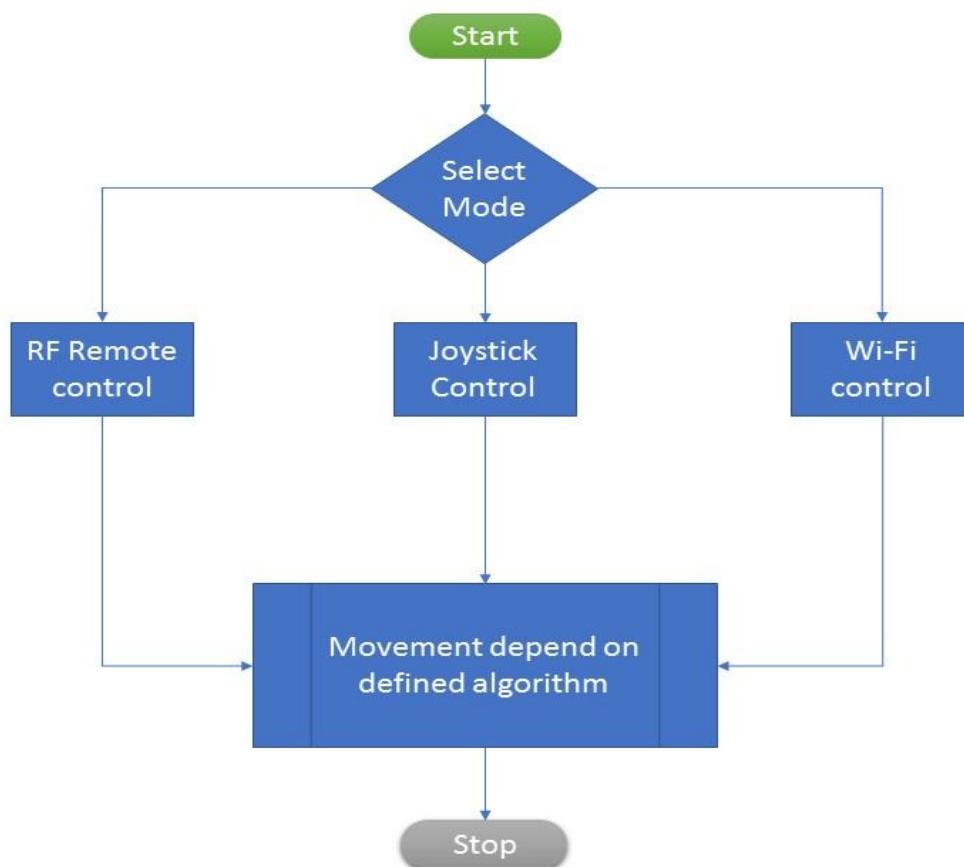 Start
Select
Mode
RF Remote
control
Joystick
Control
Wi-Fi
control
Movement depend on
defined algorithm
Stop